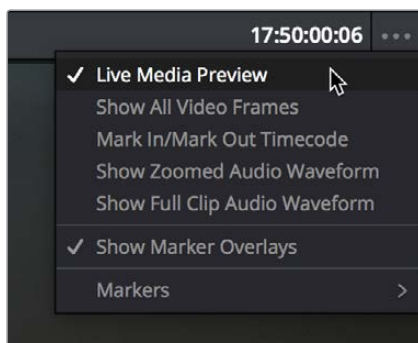 17:50:00:06
Live Media Preview
Show All Video Frames
Mark In/Mark Out Timecode
Show Zoomed Audio Waveform
Show Full Clip Audio Waveform
Show Marker Overlays
Markers